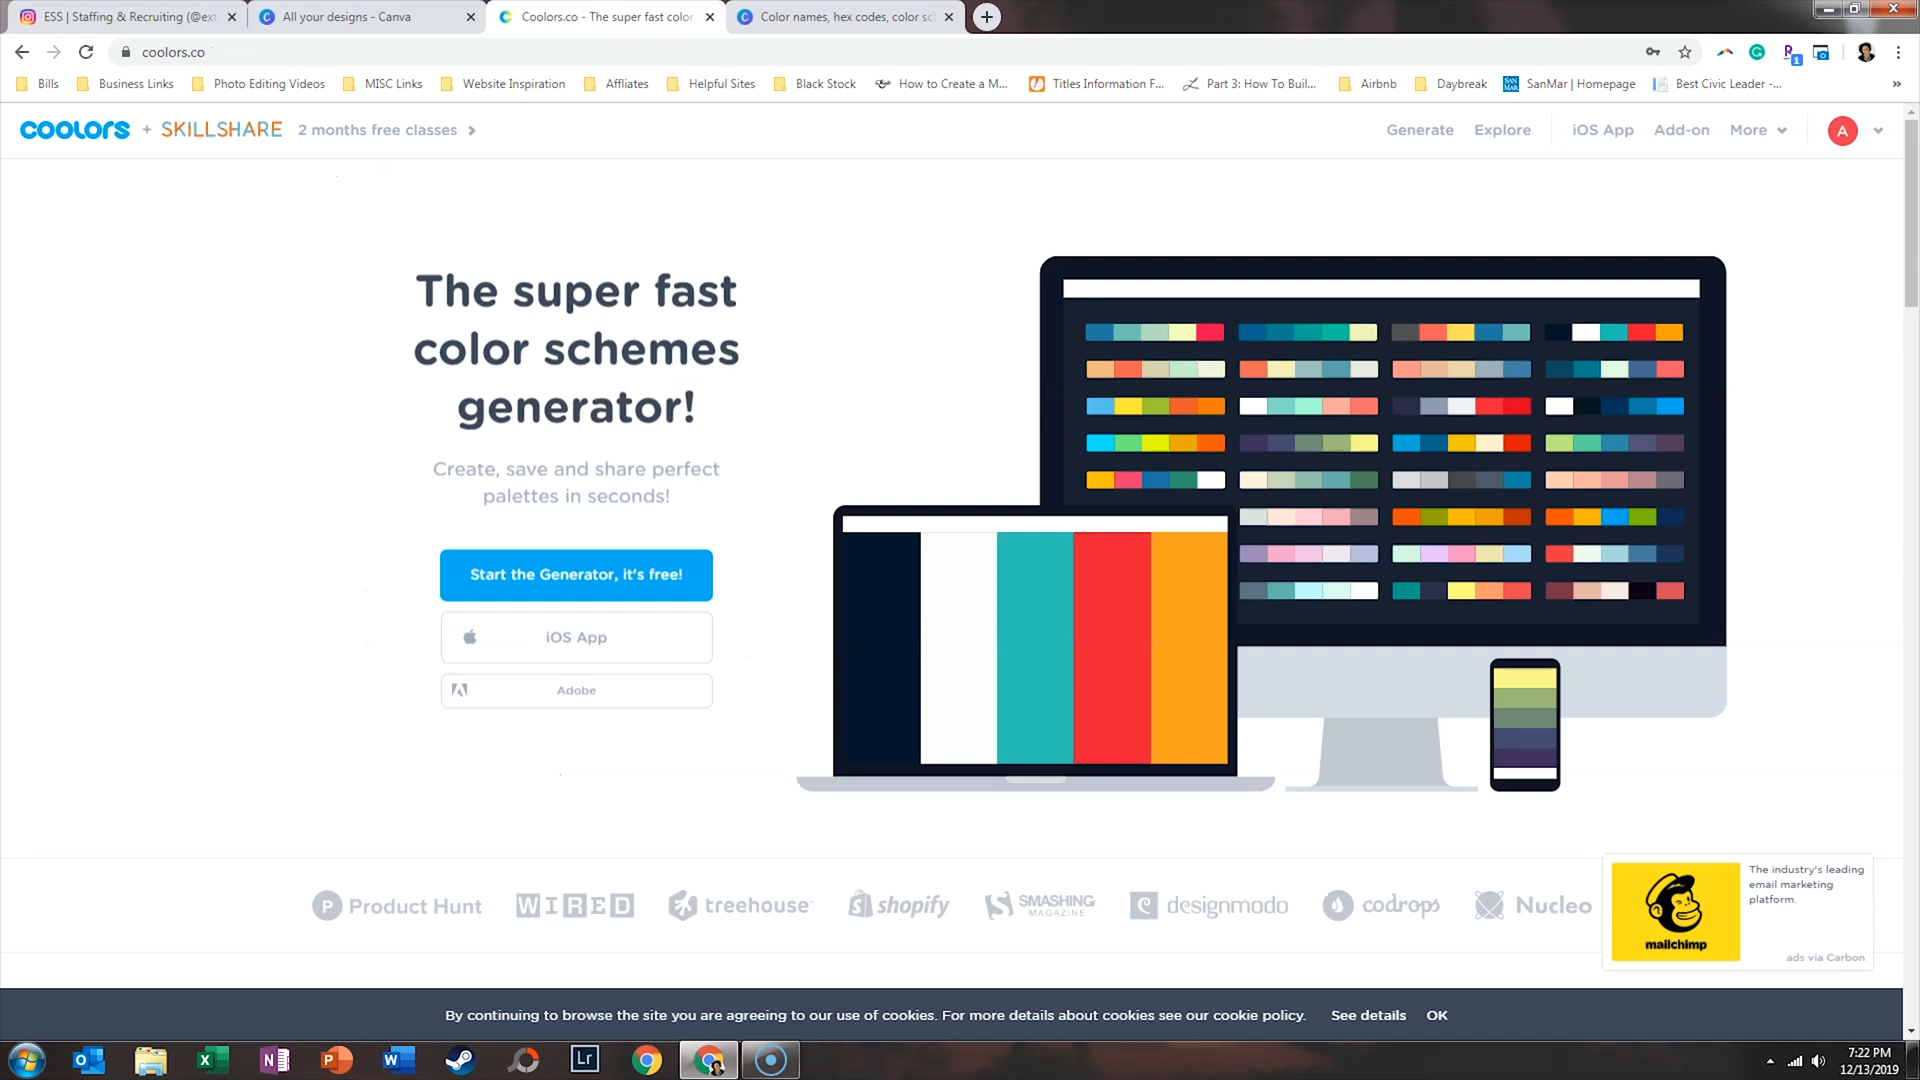 ESS | Staffing & Recruiting (@ext
All your designs - Canva
Coolors.co - The super fast color
Color names, hex codes, color sc
coolors.co
Bills
Business Links
Photo Editing Videos
MISC Links
Website Inspiration
Affliates
Helpful Sites
Black Stock
How to Create a M...
Titles Information F...
Part 3: How To Buil...
Airbnb
Daybreak
SAN MAR
SanMar | Homepage
Best Civic Leader -...
»
coolors + SKILLSHARE 2 months free classes
Generate
Explore
iOS App
Add-on
More
A
The super fast
color schemes
generator!
Create, save and share perfect
palettes in seconds!
Start the Generator, it's free!
iOS App
Adobe
Product Hunt
WIRED
treehouse
shopify
SMASHING
MAGAZINE
designmodo
codrops
Nucleo
The industry's leading
email marketing
platform.
mailchimp
ads via Carbon
By continuing to browse the site you are agreeing to our use of cookies. For more details about cookies see our cookie policy.
See details
OK
Lr
7:22 PM
12/13/2019